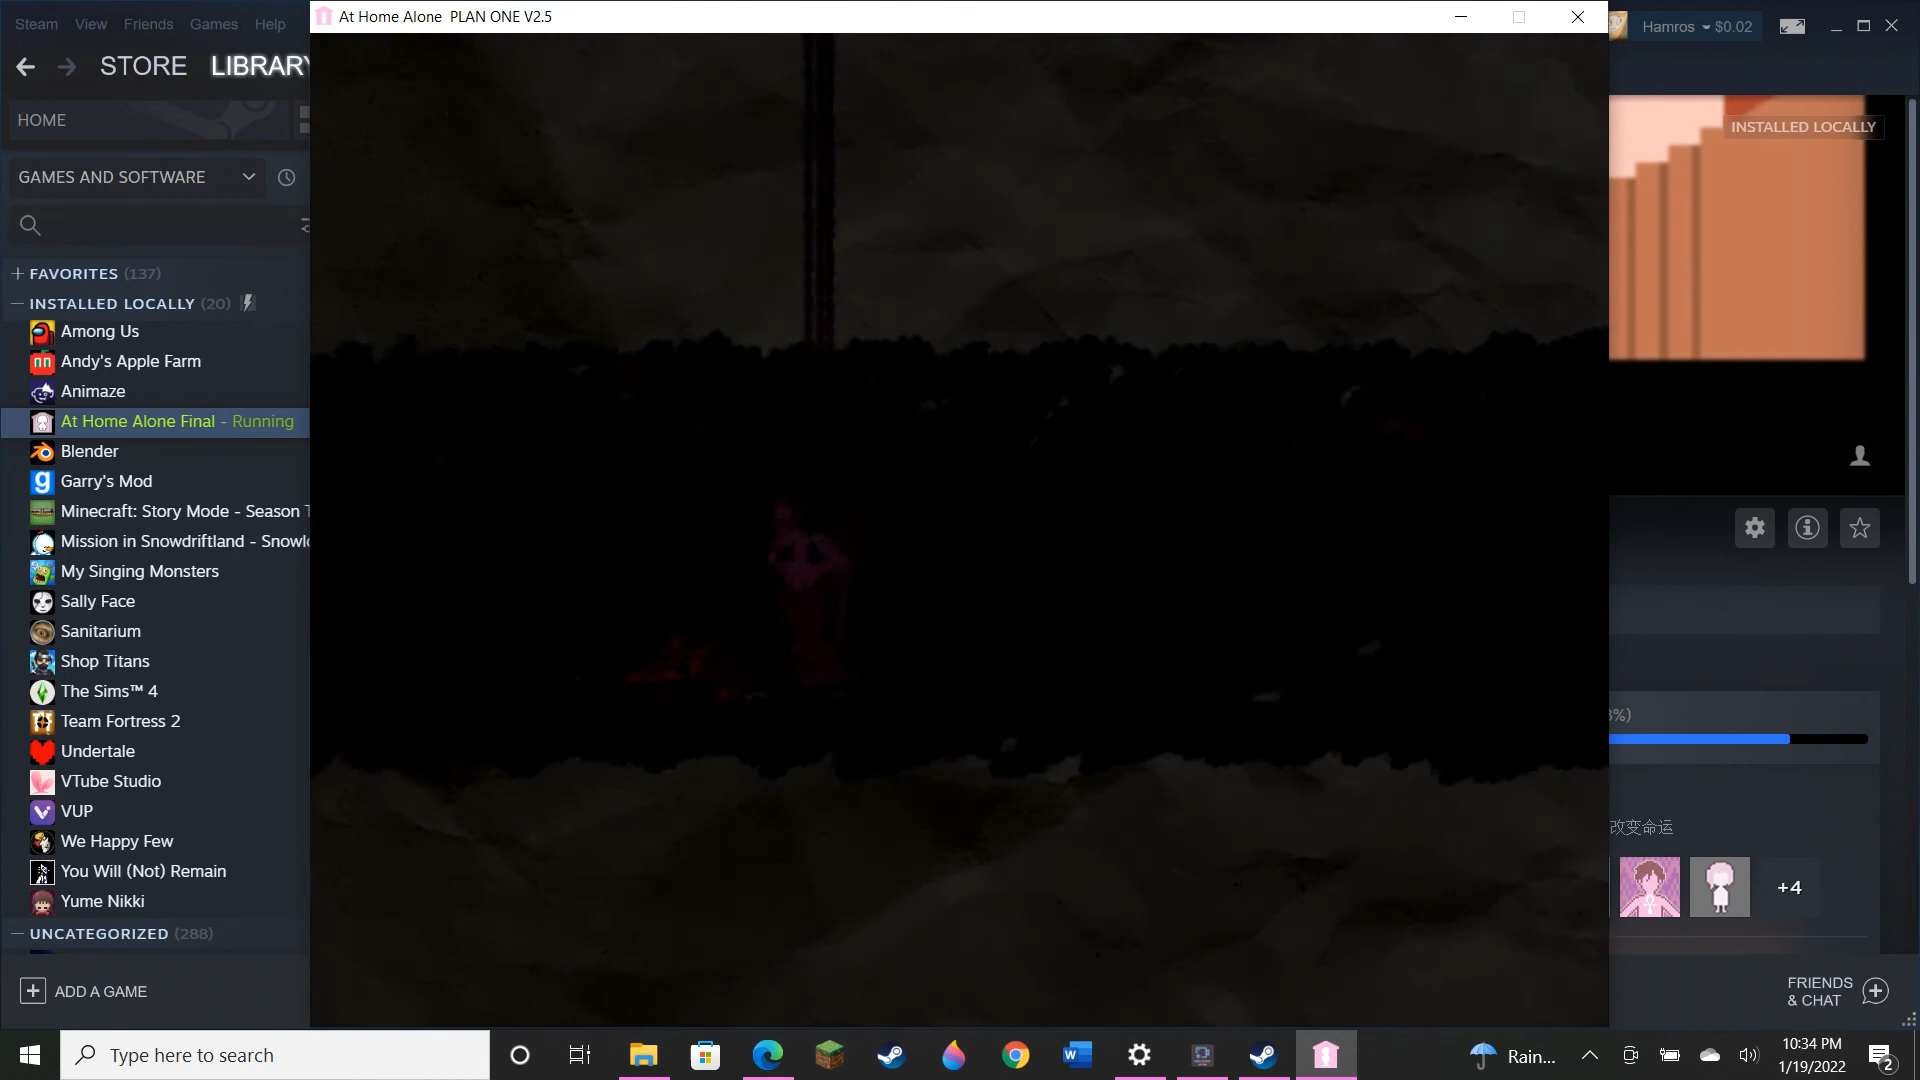 Steam View Friends Games Help
At Home Alone PLAN ONE V2.5
Hamros $0.02
STORE LIBRARY
HOME
INSTALLED LOCALLY
GAMES AND SOFTWARE
FAVORITES (137)
INSTALLED LOCALLY (20)
Among Us
Andy's Apple Farm
Animaze
At Home Alone Final - Running
Blender
Garry's Mod
Minecraft: Story Mode - Season
Mission in Snowdriftland -
My Singing Monsters
Sally Face
Sanitarium
Shop Titans
The Sims™ 4
Team Fortress 2
Undertale
%)
VTube Studio
VUP
改变命运
We Happy Few
You Will (Not) Remain
+4
Yume Nikki
UNCATEGORIZED (288)
ADD A GAME
FRIENDS
& CHAT
Type here to search
Rain...
10:34 PM
1/19/2022
2